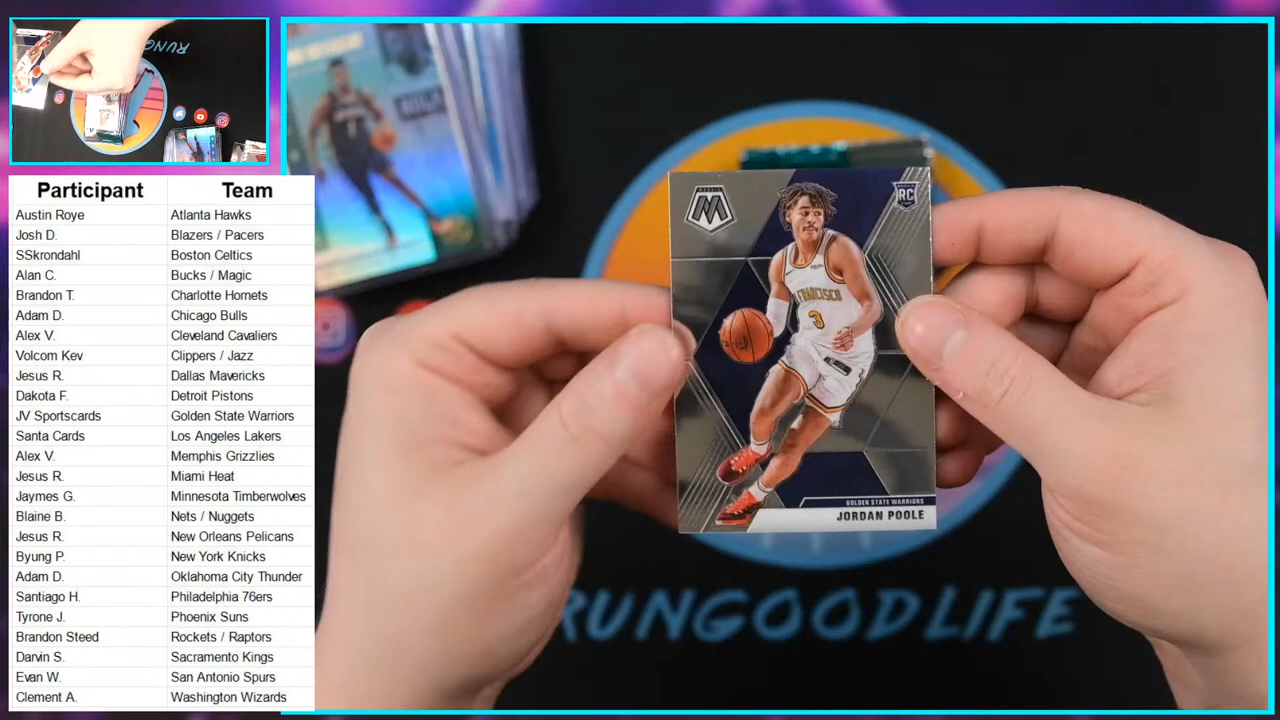 RUNGOODLIFE
Participant Team
Austin Roye Atlanta Hawks
Josh D. Blazers / Pacers
SSkrondahl Boston Celtics
Alan C. Bucks / Magic
Brandon T. Charlotte Hornets
Adam D. Chicago Bulls
Alex V. Cleveland Cavaliers
Volcom Kev Clippers / Jazz
Jesus R. Dallas Mavericks
Dakota F. Detroit Pistons
JV Sportscards Golden State Warriors
Santa Cards Los Angeles Lakers
Alex V. Memphis Grizzlies
Jesus R. Miami Heat
Jaymes G. Minnesota Timberwolves
Blaine B. Nets / Nuggets
Jesus R. New Orleans Pelicans
Byung P. New York Knicks
Adam D. Oklahoma City Thunder
Santiago H. Philadelphia 76ers
Tyrone J. Phoenix Suns
Brandon Steed Rockets / Raptors
Darvin S. Sacramento Kings
Evan W. San Antonio Spurs
Clement A. Washington Wizards
MOSAIC
M
RC
FRANCISCO
3
GOLDEN STATE WARRIORS
JORDAN POOLE
RUNGOODLIFE